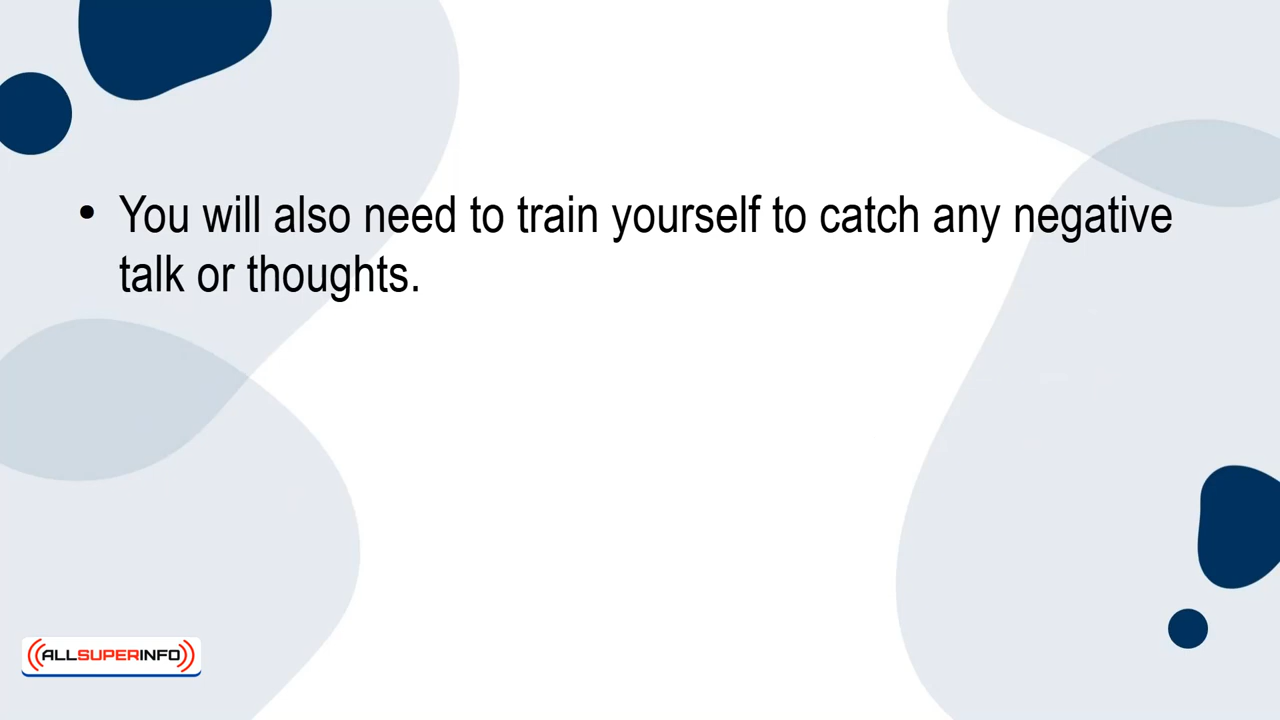 • You will also need to train yourself to catch any negative
talk or thoughts.
ALLSUPERINFO